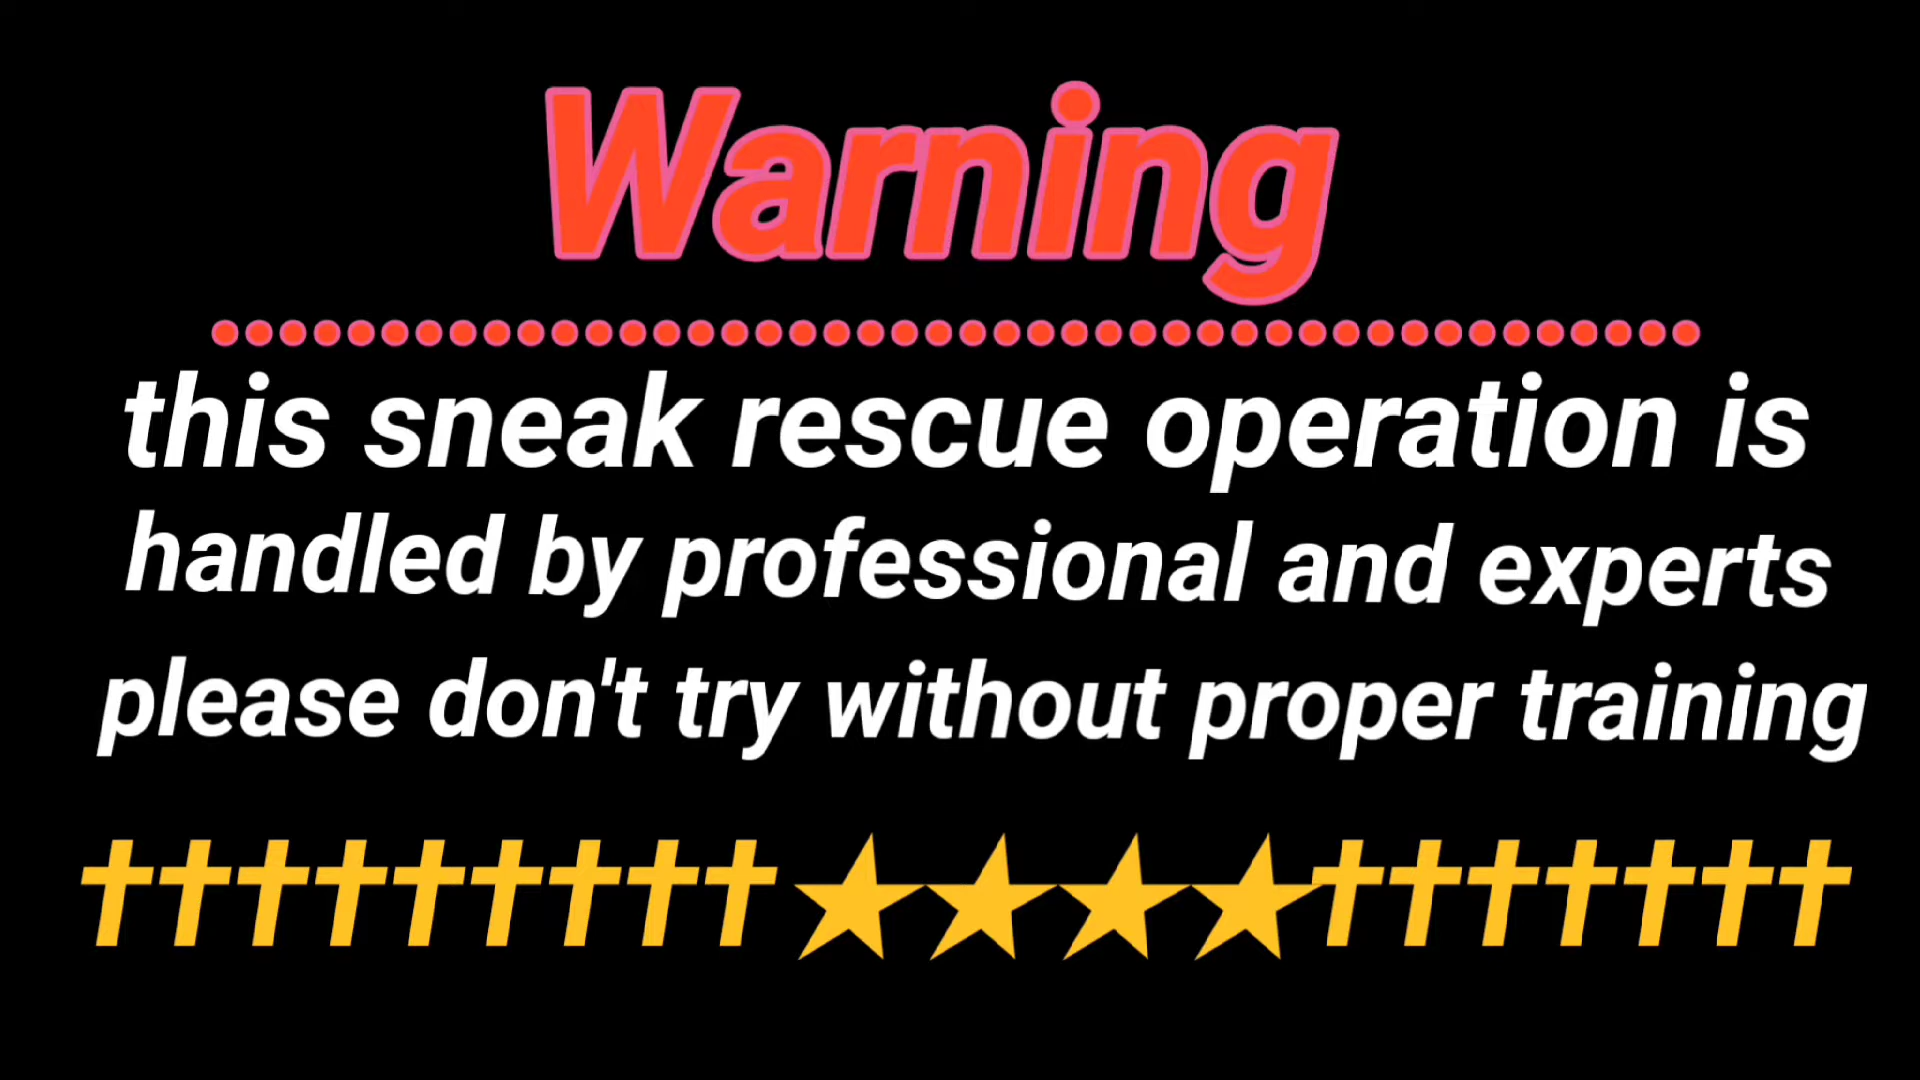 Warning
............................................
this sneak rescue operation is
handled by professional and experts
please don't try without proper training
†††††††††★★★★†††††††